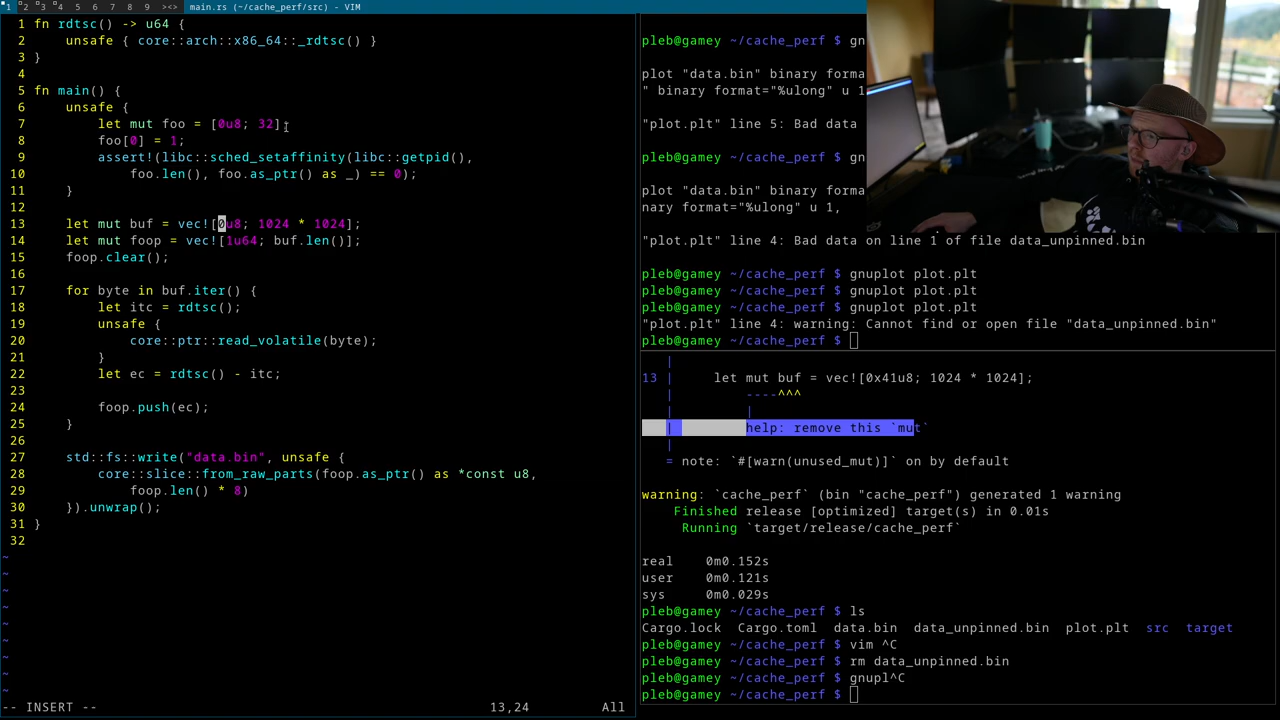 1 2 3 4 5 6 7 8 9 ><> main.rs (~/cache_perf/src) - VIM
1 fn rdtsc() -> u64 {
2 unsafe { core::arch::x86_64::_rdtsc() }
3 }
4
5 fn main() {
6 unsafe {
7 let mut foo = [0u8; 32];
8 foo[0] = 1;
9 assert!(libc::sched_setaffinity(libc::getpid(),
10 foo.len(), foo.as_ptr() as _) == 0);
11 }
12
13 let mut buf = vec![0u8; 1024 * 1024];
14 let mut foop = vec![1u64; buf.len()];
15 foop.clear();
16
17 for byte in buf.iter() {
18 let itc = rdtsc();
19 unsafe {
20 core::ptr::read_volatile(byte);
21 }
22 let ec = rdtsc() - itc;
23
24 foop.push(ec);
25 }
26
27 std::fs::write("data.bin", unsafe {
28 core::slice::from_raw_parts(foop.as_ptr() as *const u8,
29 foop.len() * 8)
30 }).unwrap();
31 }
32
~
~
~
~
~
~
~
~
~
-- INSERT -- 13,24 All
pleb@gamey ~/cache_perf $ gn
plot "data.bin" binary forma
" binary format="%ulong" u 1,
"plot.plt" line 5: Bad data
pleb@gamey ~/cache_perf $ gn
plot "data.bin" binary forma
nary format="%ulong" u 1,
"plot.plt" line 4: Bad data on line 1 of file data_unpinned.bin
pleb@gamey ~/cache_perf $ gnuplot plot.plt
pleb@gamey ~/cache_perf $ gnuplot plot.plt
pleb@gamey ~/cache_perf $ gnuplot plot.plt
"plot.plt" line 4: warning: Cannot find or open file "data_unpinned.bin"
pleb@gamey ~/cache_perf $
|
13 | let mut buf = vec![0x41u8; 1024 * 1024];
| ----^^^
| |
| help: remove this `mut`
|
= note: `#[warn(unused_mut)]` on by default
warning: `cache_perf` (bin "cache_perf") generated 1 warning
Finished release [optimized] target(s) in 0.01s
Running `target/release/cache_perf`
real 0m0.152s
user 0m0.121s
sys 0m0.029s
pleb@gamey ~/cache_perf $ ls
Cargo.lock Cargo.toml data.bin data_unpinned.bin plot.plt src target
pleb@gamey ~/cache_perf $ vim ^C
pleb@gamey ~/cache_perf $ rm data_unpinned.bin
pleb@gamey ~/cache_perf $ gnupl^C
pleb@gamey ~/cache_perf $